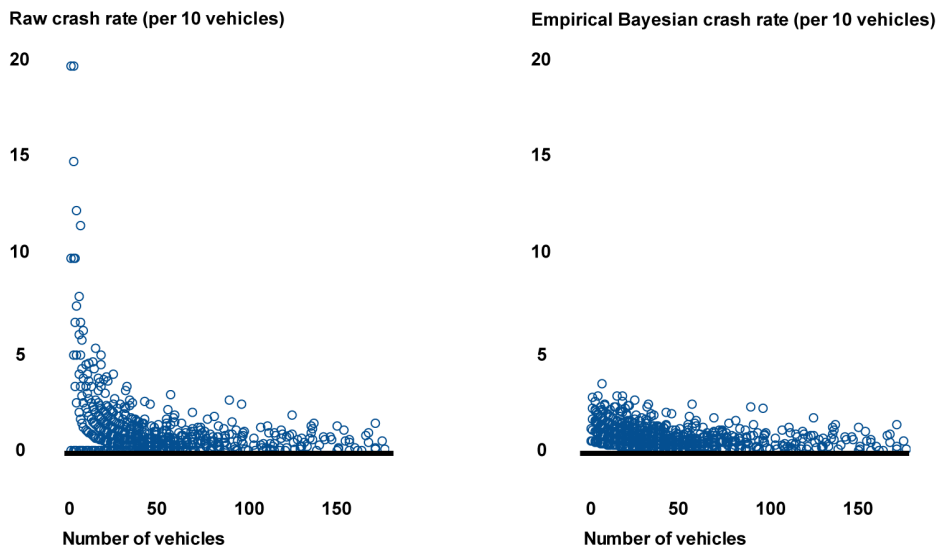 Raw crash rate (per 10 vehicles)
20
15
10
5
0
0 50 100 150
Number of vehicles
Empirical Bayesian crash rate (per 10 vehicles)
20
15
10
5
0
0 50 100 150
Number of vehicles